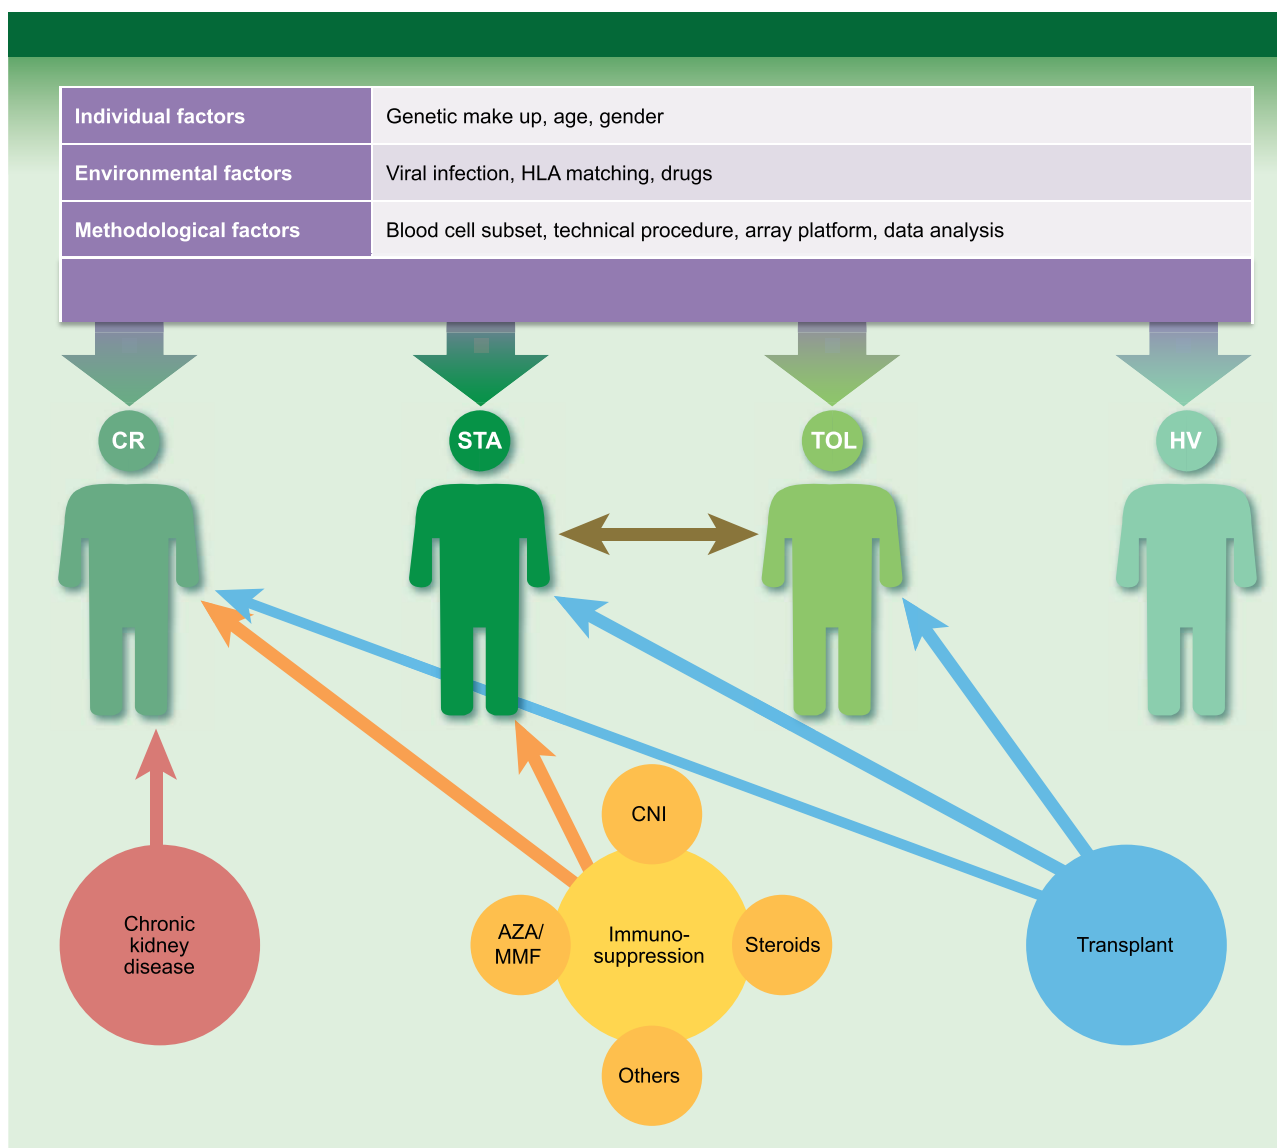 Individual factors
Genetic make up, age, gender
Environmental factors
Viral infection, HLA matching, drugs
Methodological factors
Blood cell subset, technical procedure, array platform, data analysis
CR
STA
TOL
HV
CNI
Chronic
kidney
disease
AZA/
MMF
Immuno-
suppression
Steroids
Transplant
Others